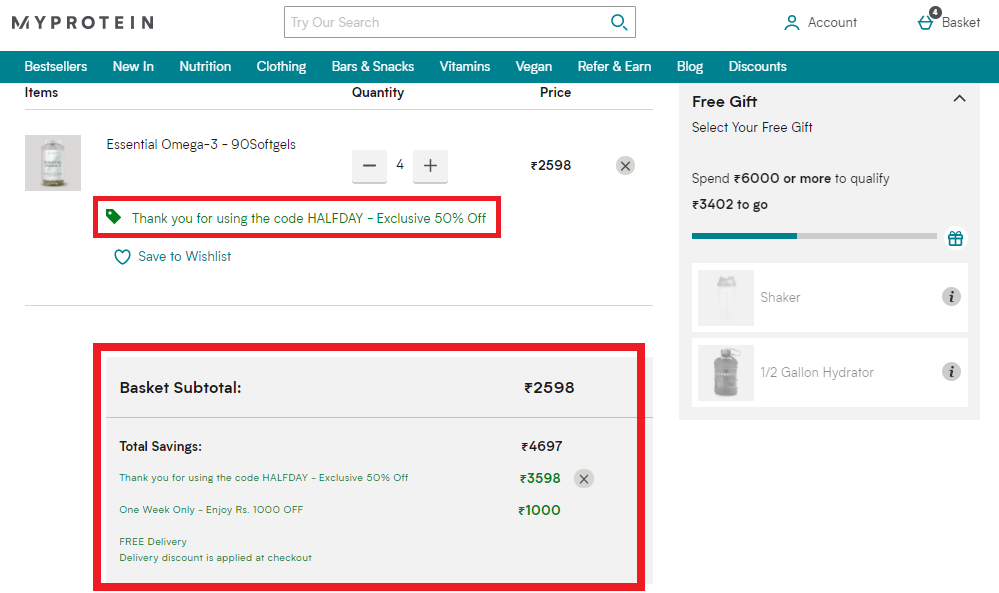 MYPROTEIN
Try Our Search
Account
4
Basket
Bestsellers New In Nutrition Clothing Bars & Snacks Vitamins Vegan Refer & Earn Blog Discounts
Items Quantity Price
Essential Omega-3 - 90Softgels
4
₹2598
Thank you for using the code HALFDAY - Exclusive 50% Off
Save to Wishlist
Basket Subtotal: ₹2598
Total Savings: ₹4697
Thank you for using the code HALFDAY - Exclusive 50% Off ₹3598
One Week Only - Enjoy Rs. 1000 OFF ₹1000
FREE Delivery
Delivery discount is applied at checkout
Free Gift
Select Your Free Gift
Spend ₹6000 or more to qualify
₹3402 to go
Shaker
1/2 Gallon Hydrator